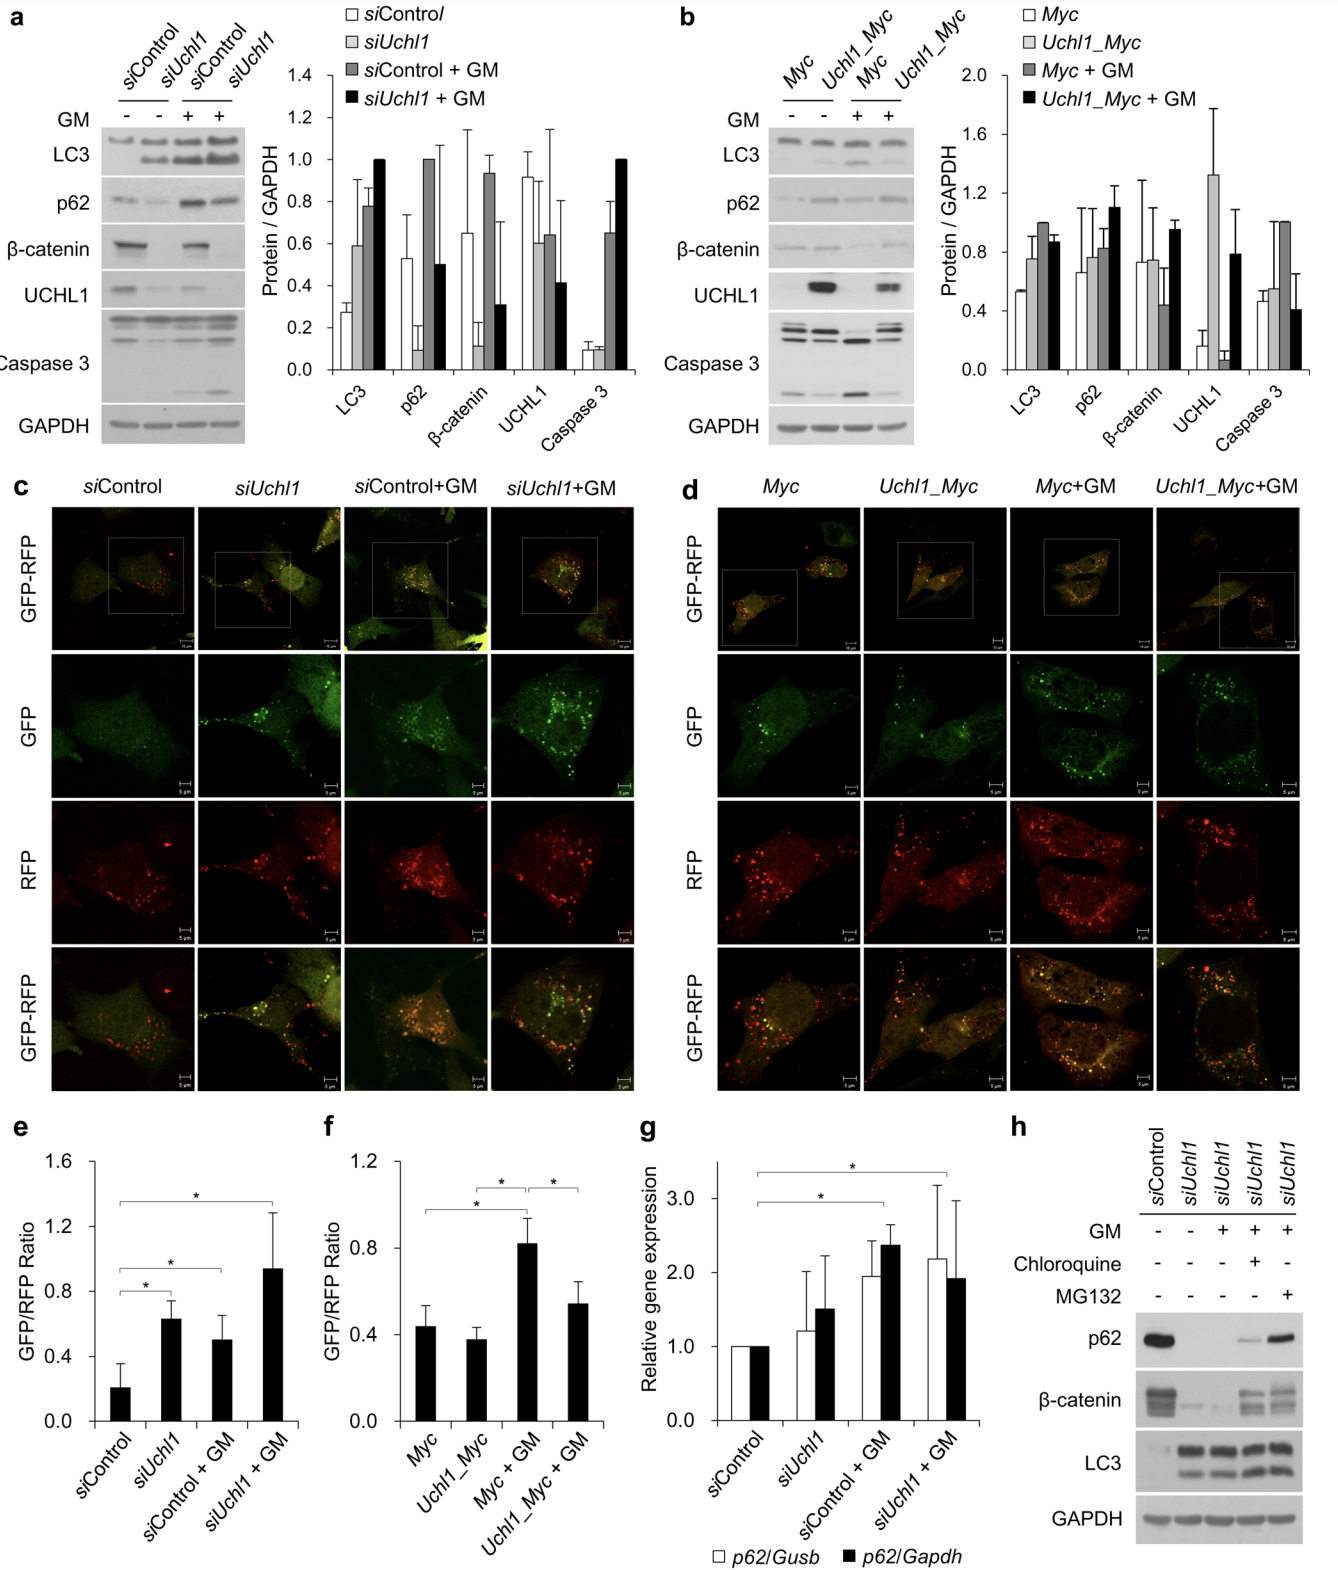 a
siControl
siUchl1
siControl
siUchl1
GM - - + +
LC3
p62
β-catenin
UCHL1
Caspase 3
GAPDH
siControl
siUchl1
siControl + GM
siUchl1 + GM
Protein / GAPDH
1.4
1.2
1.0
0.8
0.6
0.4
0.2
0.0
LC3 p62 β-catenin UCHL1 Caspase 3
b
Myc
Uchl1_Myc
Myc
Uchl1_Myc
GM - - + +
LC3
p62
β-catenin
UCHL1
Caspase 3
GAPDH
Myc
Uchl1_Myc
Myc + GM
Uchl1_Myc + GM
Protein / GAPDH
2.0
1.6
1.2
0.8
0.4
0.0
LC3 p62 β-catenin UCHL1 Caspase 3
c
siControl siUchl1 siControl+GM siUchl1+GM
GFP-RFP
GFP
RFP
GFP-RFP
d
Myc Uchl1_Myc Myc+GM Uchl1_Myc+GM
GFP-RFP
GFP
RFP
GFP-RFP
5 µm
e
GFP/RFP Ratio
1.6
1.2
0.8
0.4
0.0
* * *
siControl siUchl1 siControl + GM siUchl1 + GM
f
GFP/RFP Ratio
1.2
0.8
0.4
0.0
* * *
Myc Uchl1_Myc Myc + GM Uchl1_Myc + GM
g
Relative gene expression
3.0
2.0
1.0
0.0
* *
siControl siUchl1 siControl + GM siUchl1 + GM
p62/Gusb p62/Gapdh
h
siControl siUchl1 siUchl1 siUchl1 siUchl1
GM - - + + +
Chloroquine - - - + -
MG132 - - - - +
p62
β-catenin
LC3
GAPDH